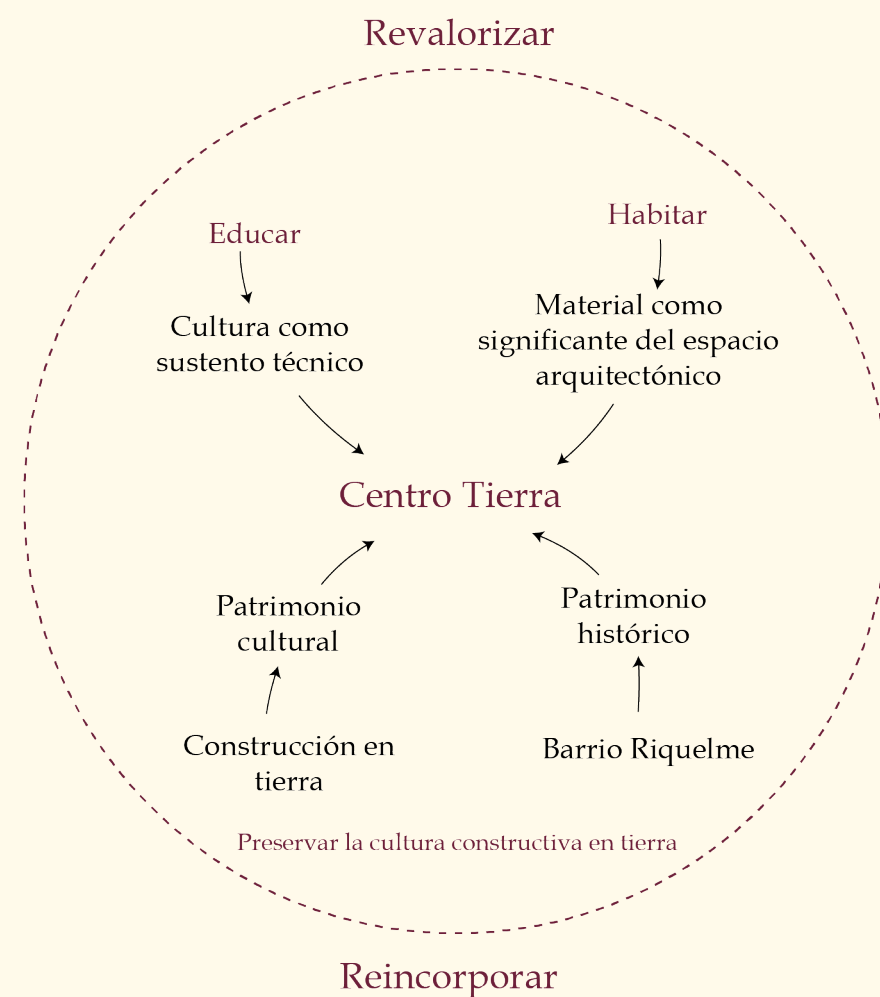 Revalorizar
Educar
Habitar
Cultura como
sustento técnico
Material como
significante del espacio
arquitectónico
Centro Tierra
Patrimonio
cultural
Patrimonio
histórico
Construcción en
tierra
Barrio Riquelme
Preservar la cultura constructiva en tierra
Reincorporar